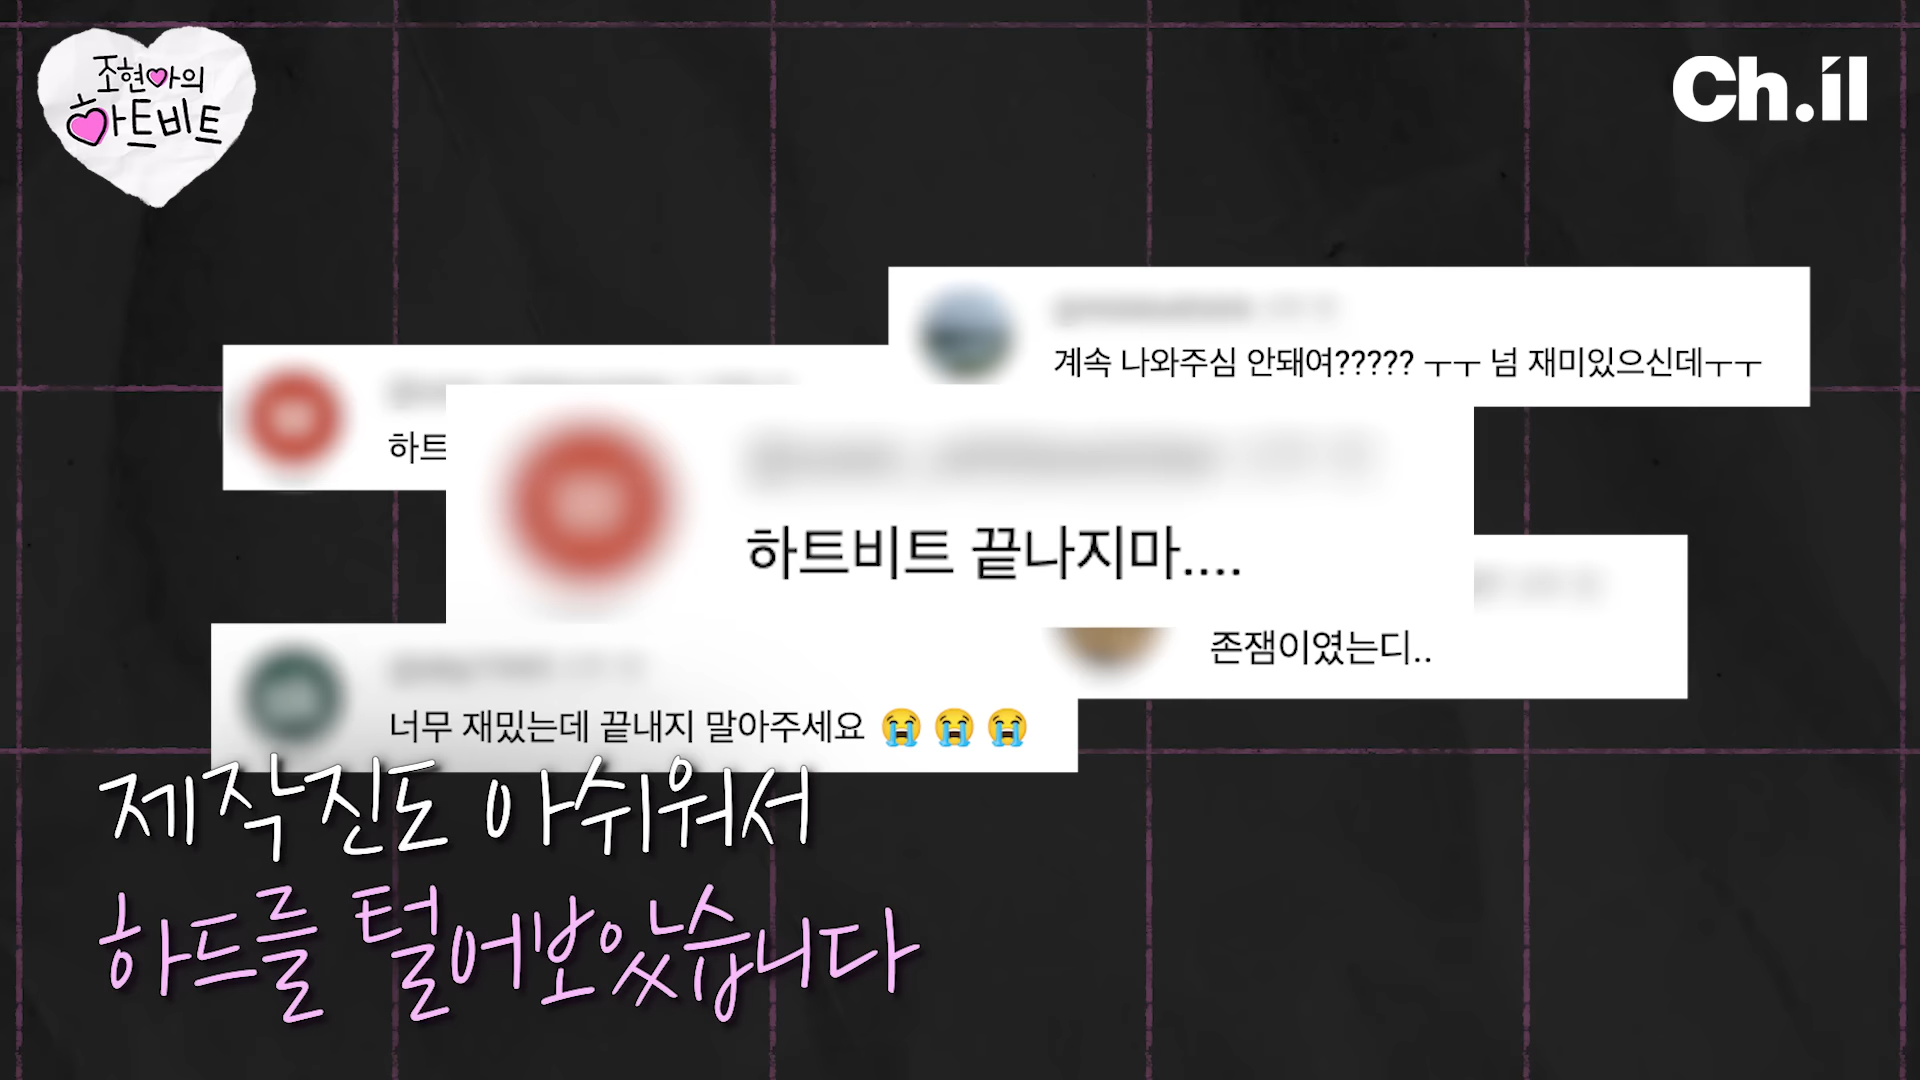 조현아의
하트비트
Ch.il
계속 나와주심 안돼여????? ㅜㅜ 넘 재미있으신데ㅜㅜ
하트
하트비트 끝나지마....
존잼이였는디..
너무 재밌는데 끝내지 말아주세요 😭 😭 😭
제작진도 아쉬워서
하드를 털어보았습니다